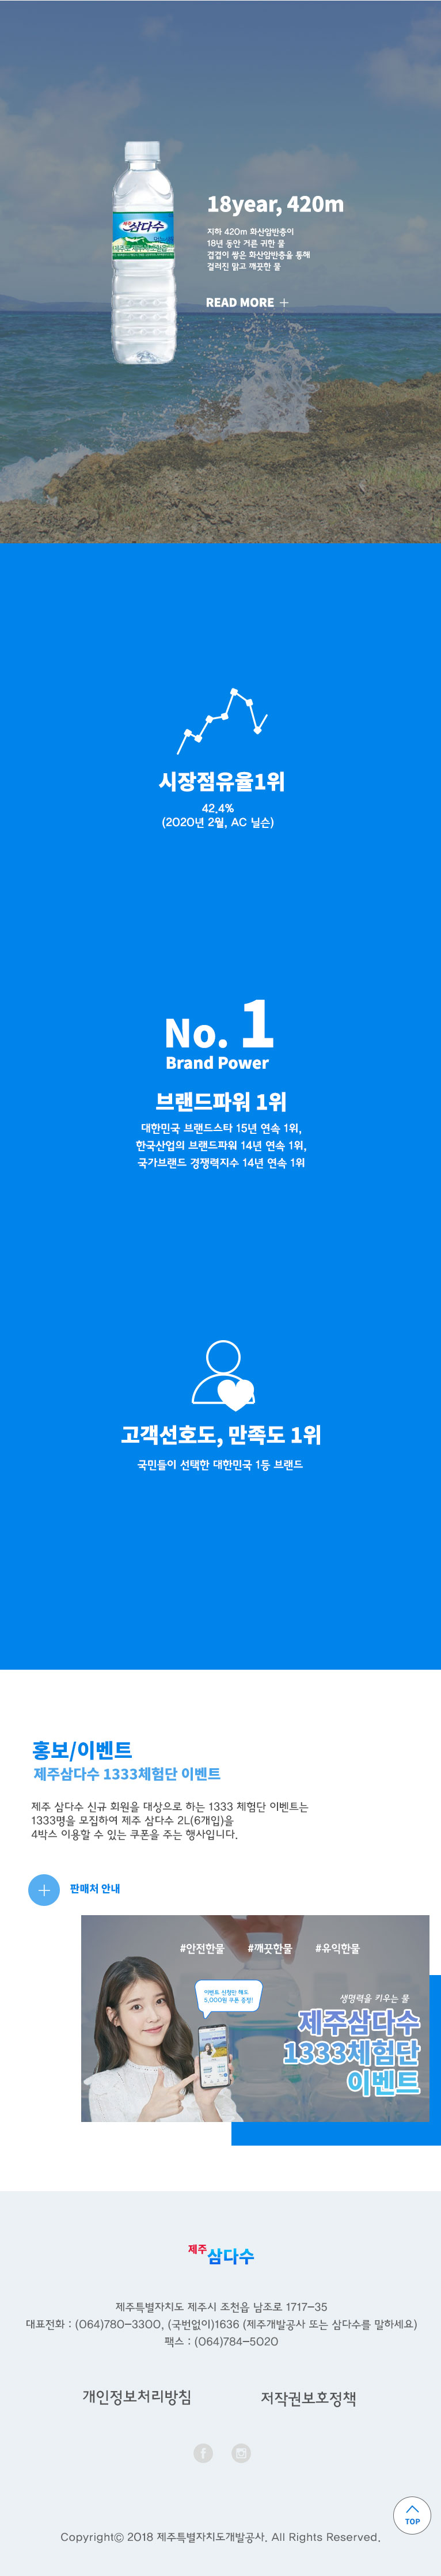 제주
삼다수
18year, 420m
지하 420m 화산암반층이
18년 동안 거른 귀한 물
겹겹이 쌓은 화산암반층을 통해
걸러진 맑고 깨끗한 물
READ MORE +
시장점유율1위
42.4%
(2020년 2월, AC 닐슨)
No. 1
Brand Power
브랜드파워 1위
대한민국 브랜드스타 15년 연속 1위,
한국산업의 브랜드파워 14년 연속 1위,
국가브랜드 경쟁력지수 14년 연속 1위
고객선호도, 만족도 1위
국민들이 선택한 대한민국 1등 브랜드
홍보/이벤트
제주삼다수 1333체험단 이벤트
제주 삼다수 신규 회원을 대상으로 하는 1333 체험단 이벤트는
1333명을 모집하여 제주 삼다수 2L(6개입)을
4박스 이용할 수 있는 쿠폰을 주는 행사입니다.
판매처 안내
#안전한물 #깨끗한물 #유익한물
이벤트 신청만 해도
5,000원 쿠폰 증정!
생명력을 키우는 물
제주삼다수
1333체험단
이벤트
제주삼다수
제주특별자치도 제주시 조천읍 남조로 1717-35
대표전화 : (064)780-3300, (국번없이)1636 (제주개발공사 또는 삼다수를 말하세요)
팩스 : (064)784-5020
개인정보처리방침 저작권보호정책
TOP
Copyright© 2018 제주특별자치도개발공사. All Rights Reserved.